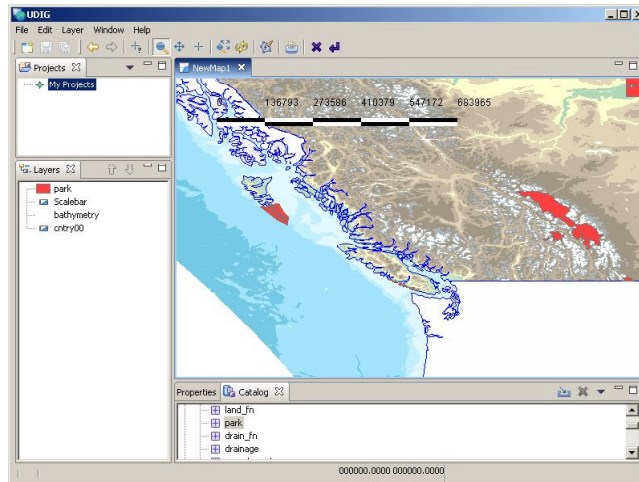 UDIG
File Edit Layer Window Help
Projects
My Projects
Layers
park
Scalebar
bathymetry
cntry00
NewMap1
0 136793 273586 410379 547172 683965
Properties Catalog
land_fn
park
drain_fn
drainage
000000.0000 000000.0000